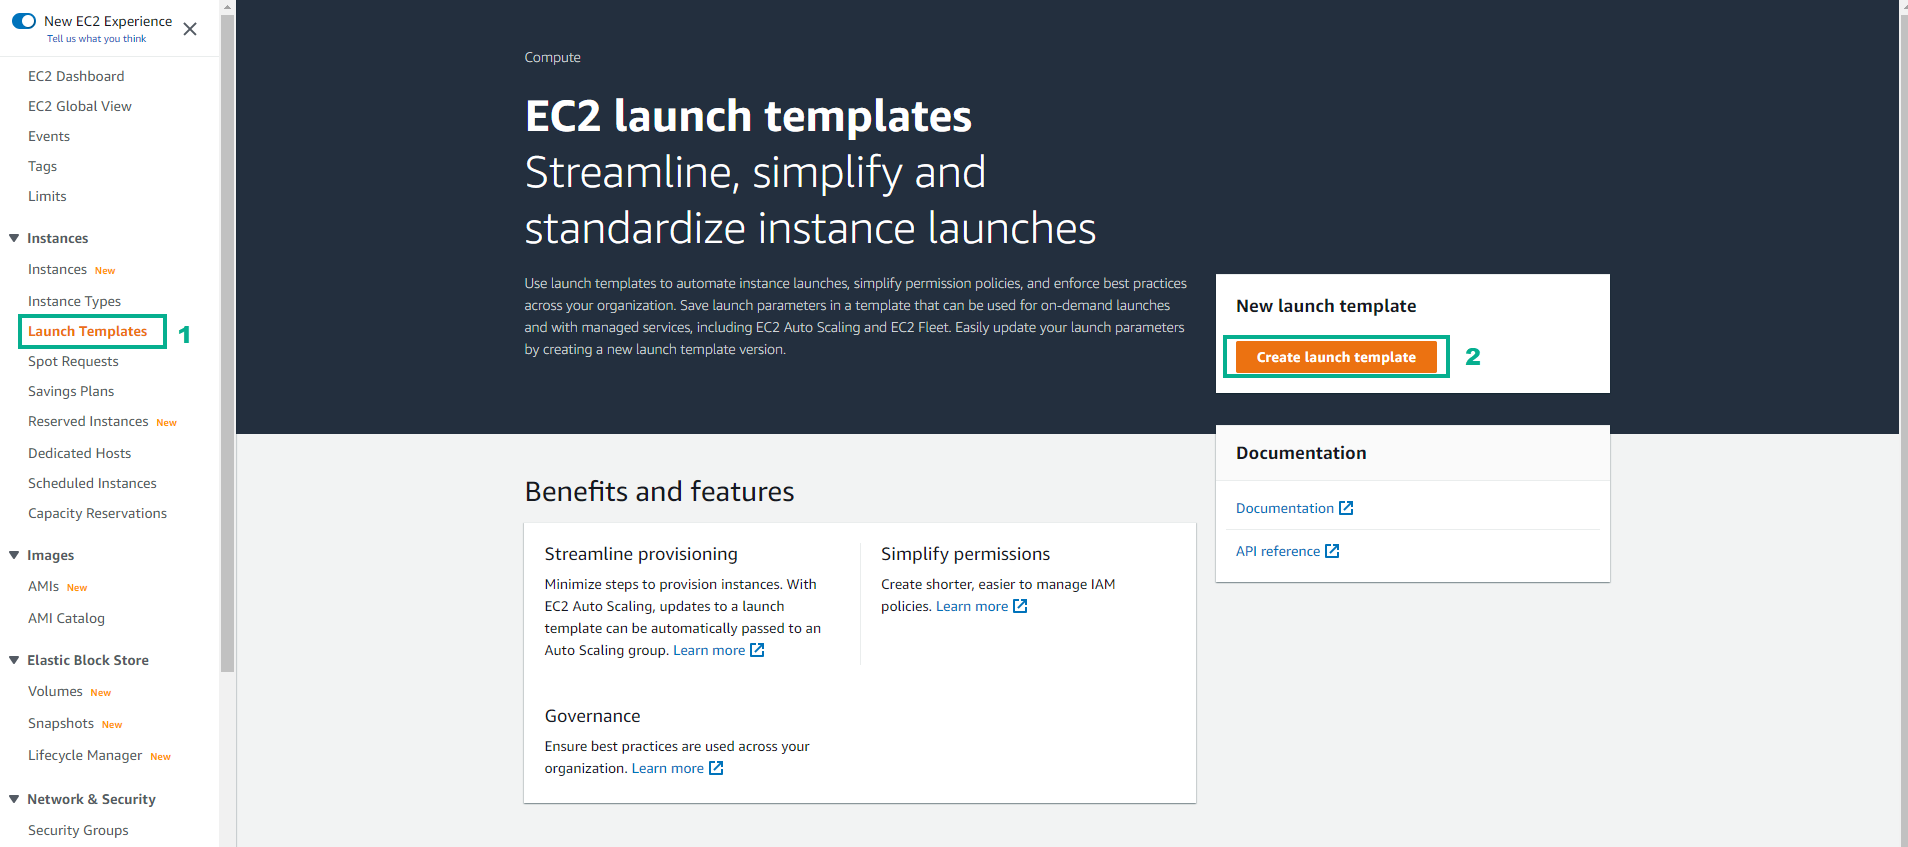 New EC2 Experience
Tell us what you think
EC2 Dashboard
EC2 Global View
Events
Tags
Limits
Instances
Instances New
Instance Types
Launch Templates 1
Spot Requests
Savings Plans
Reserved Instances New
Dedicated Hosts
Scheduled Instances
Capacity Reservations
Images
AMIs New
AMI Catalog
Elastic Block Store
Volumes New
Snapshots New
Lifecycle Manager New
Network & Security
Security Groups
Compute
EC2 launch templates
Streamline, simplify and
standardize instance launches
Use launch templates to automate instance launches, simplify permission policies, and enforce best practices
across your organization. Save launch parameters in a template that can be used for on-demand launches
and with managed services, including EC2 Auto Scaling and EC2 Fleet. Easily update your launch parameters
by creating a new launch template version.
New launch template
Create launch template 2
Documentation
Documentation
API reference
Benefits and features
Streamline provisioning
Minimize steps to provision instances. With
EC2 Auto Scaling, updates to a launch
template can be automatically passed to an
Auto Scaling group. Learn more
Simplify permissions
Create shorter, easier to manage IAM
policies. Learn more
Governance
Ensure best practices are used across your
organization. Learn more